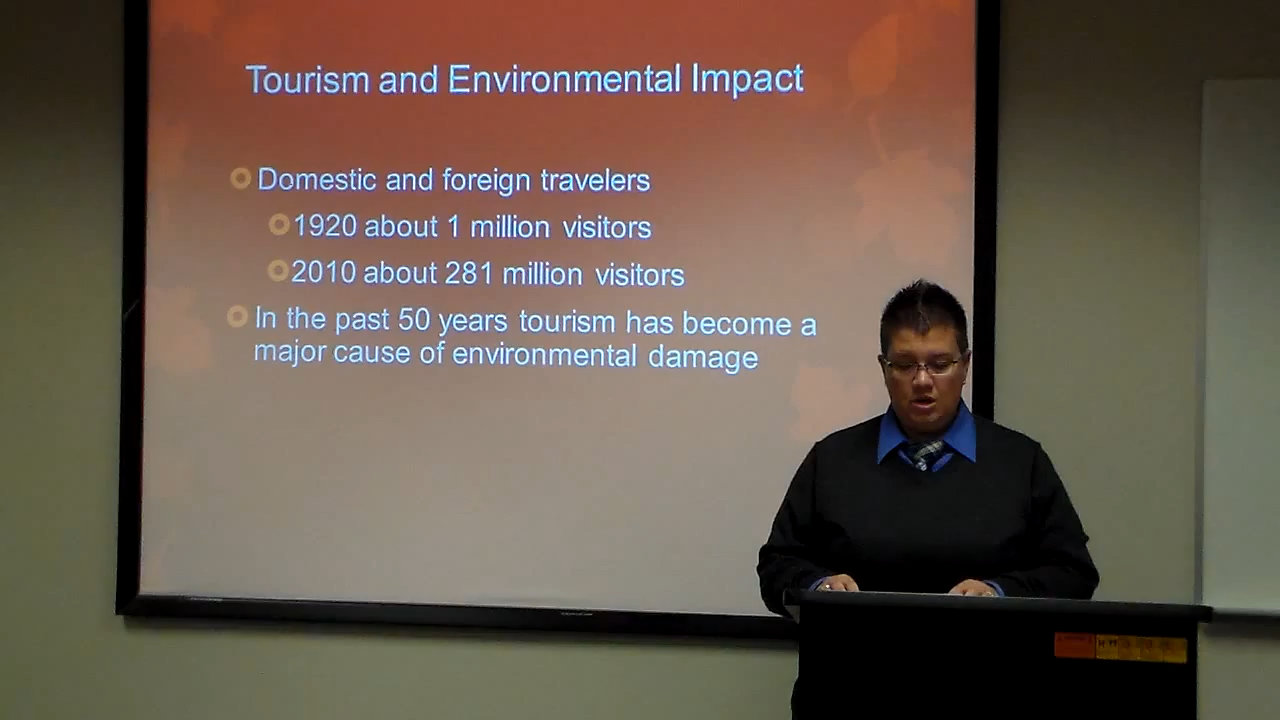 Tourism and Environmental Impact
Domestic and foreign travelers
1920 about 1 million visitors
2010 about 281 million visitors
In the past 50 years tourism has become a
major cause of environmental damage